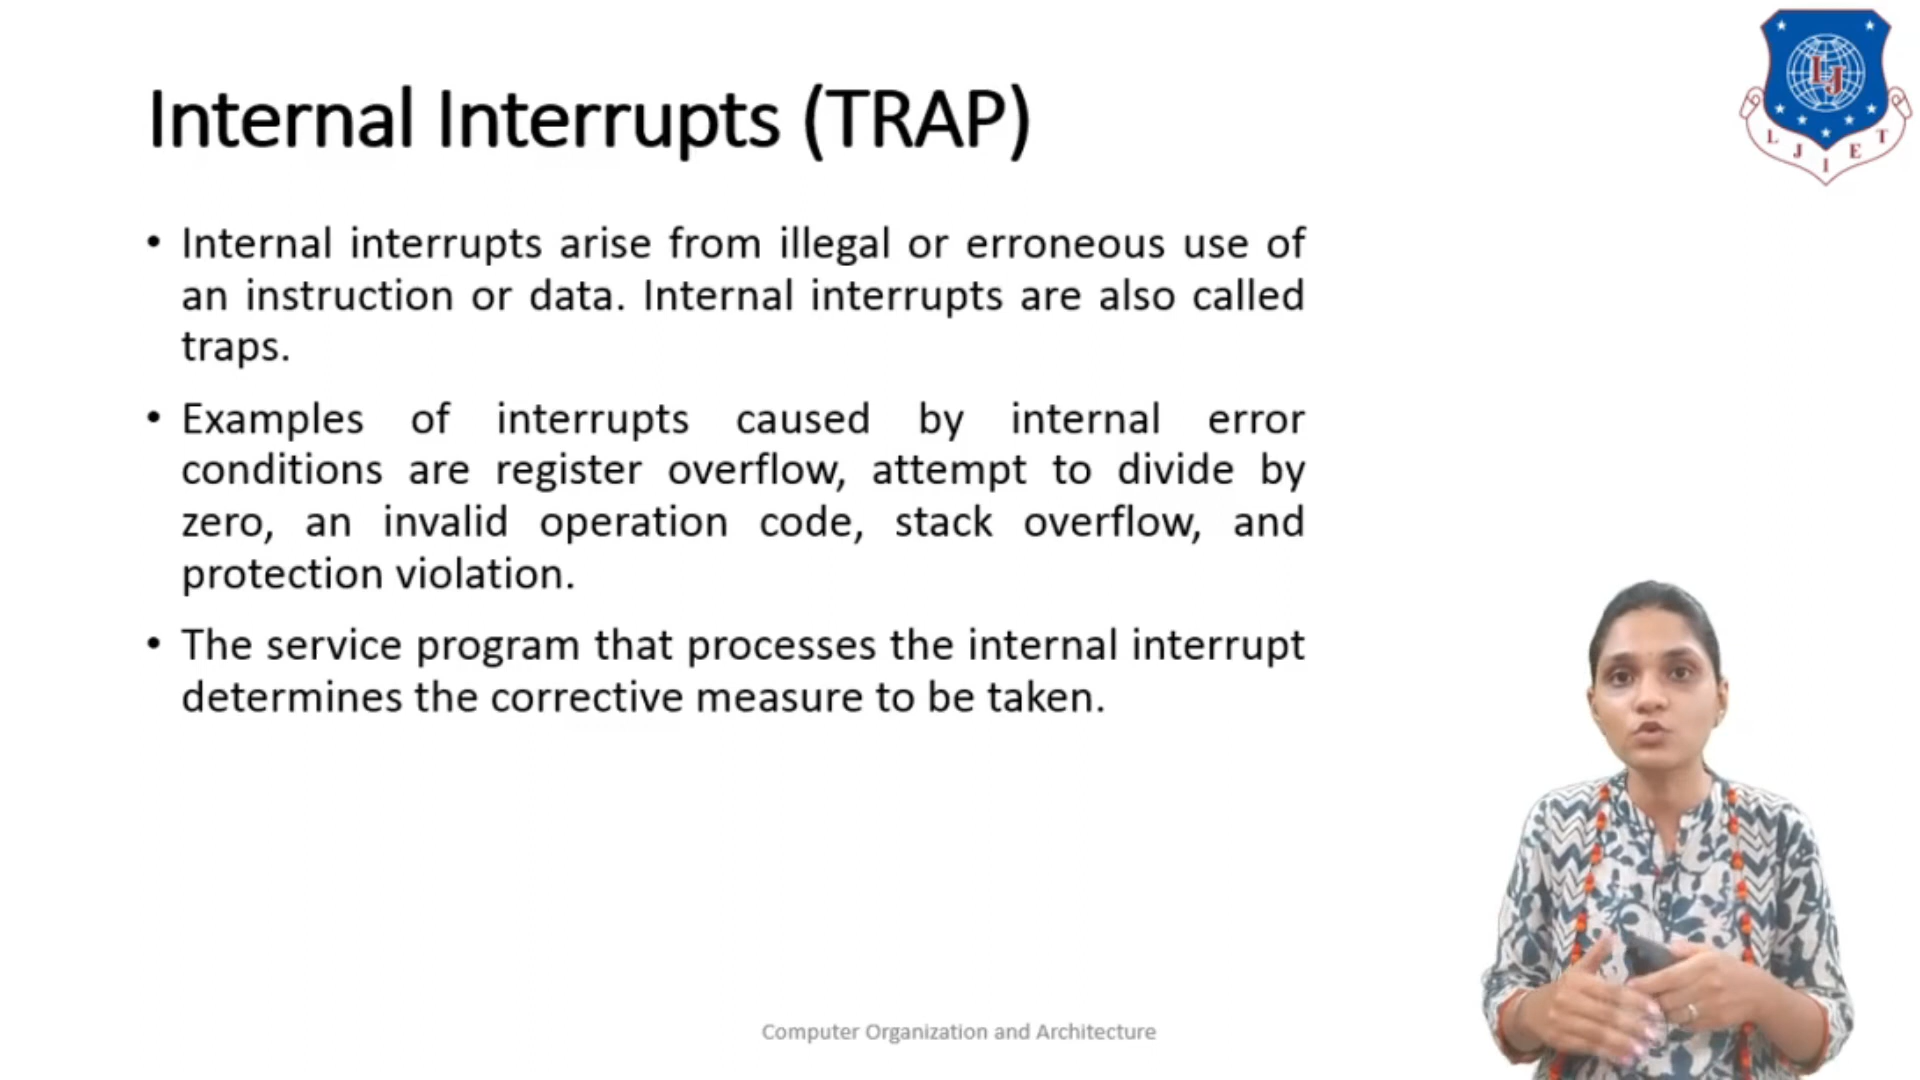 Internal Interrupts (TRAP)
• Internal interrupts arise from illegal or erroneous use of
an instruction or data. Internal interrupts are also called
traps.
• Examples of interrupts caused by internal error
conditions are register overflow, attempt to divide by
zero, an invalid operation code, stack overflow, and
protection violation.
• The service program that processes the internal interrupt
determines the corrective measure to be taken.
Computer Organization and Architecture
LJ
L J I E T